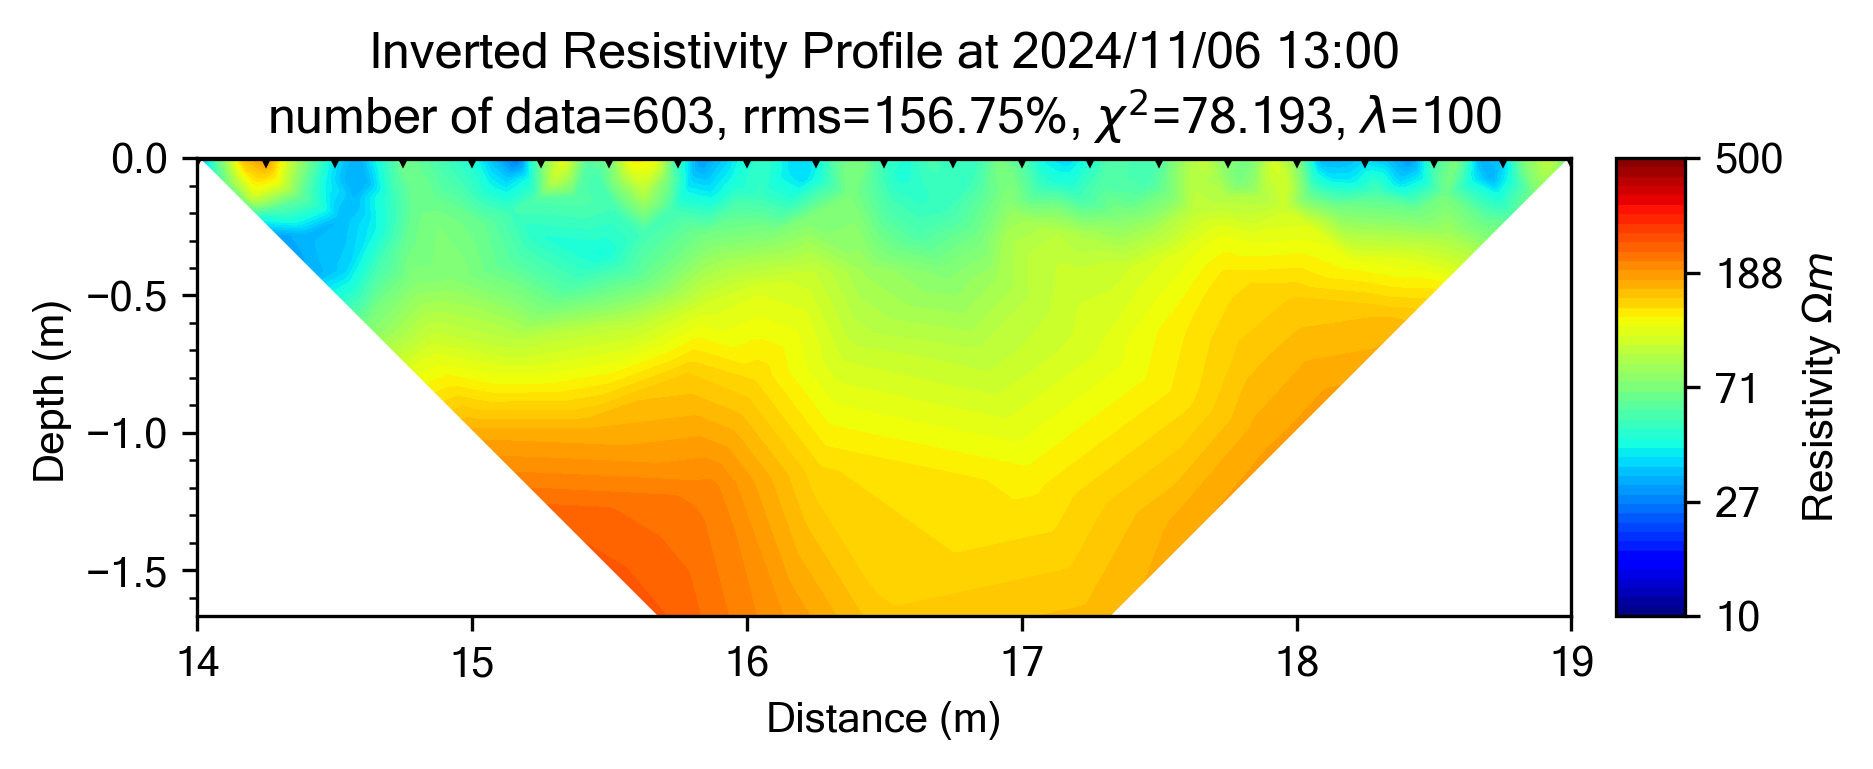 Inverted Resistivity Profile at 2024/11/06 13:00
number of data=603, rrms=156.75%, χ²=78.193, λ=100
0.0
−0.5
−1.0
−1.5
Depth (m)
14 15 16 17 18 19
Distance (m)
500
188
71
27
10
Resistivity Ωm